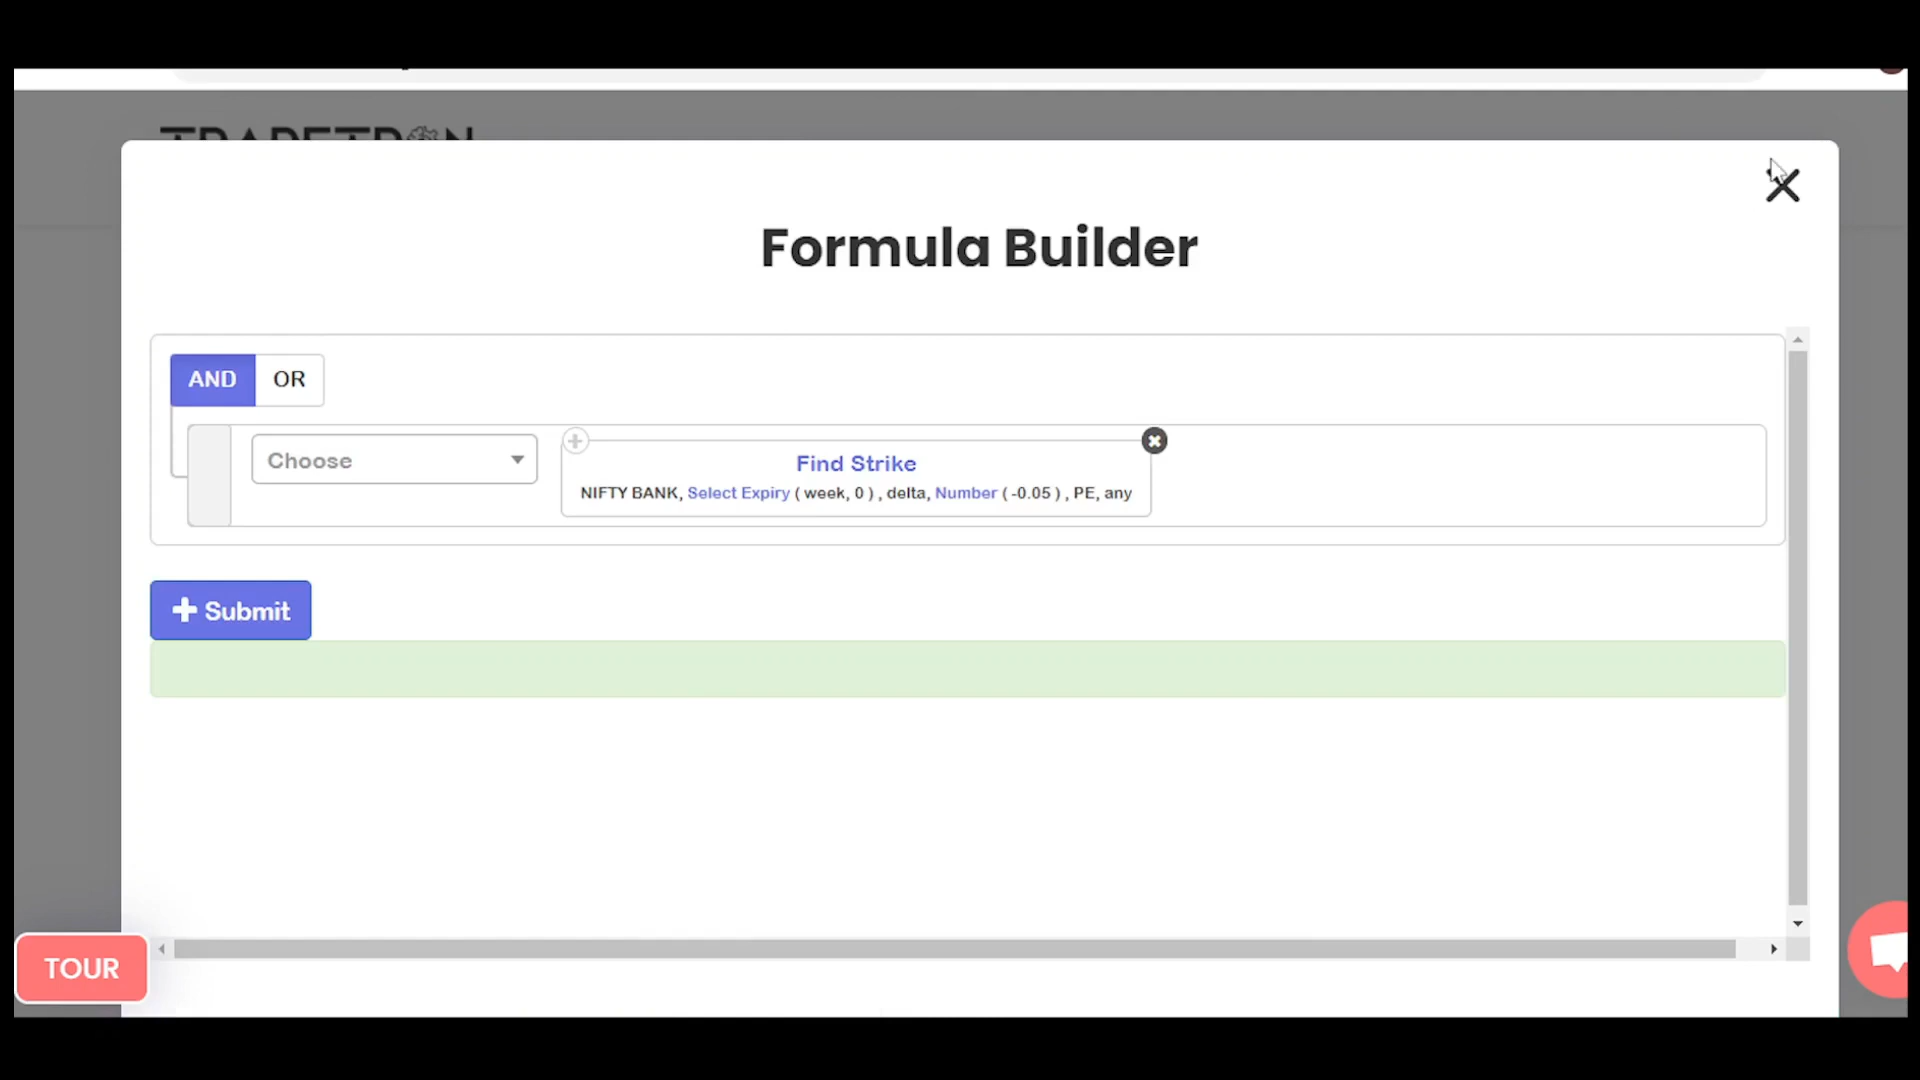 TRADETRON
Formula Builder
AND OR
Choose
Find Strike
NIFTY BANK, Select Expiry ( week, 0 ) , delta, Number ( -0.05 ) , PE, any
+ Submit
TOUR